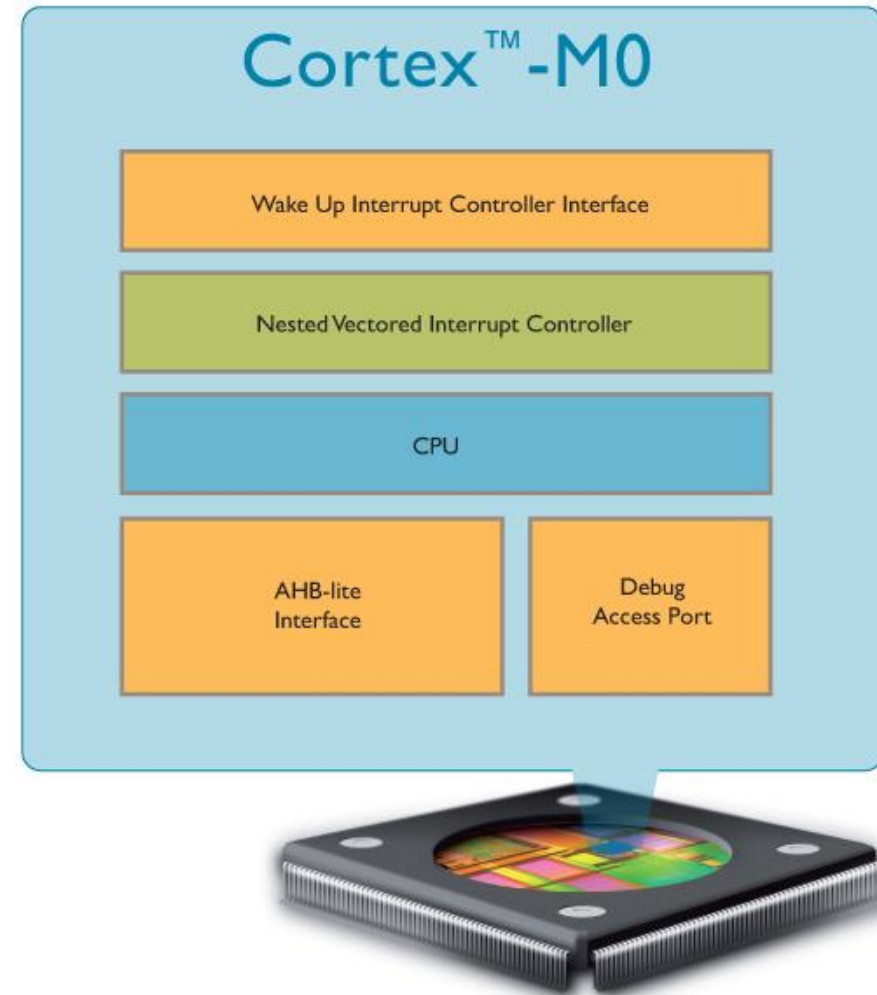 Cortex™-M0
Wake Up Interrupt Controller Interface
Nested Vectored Interrupt Controller
CPU
AHB-lite
Interface
Debug
Access Port